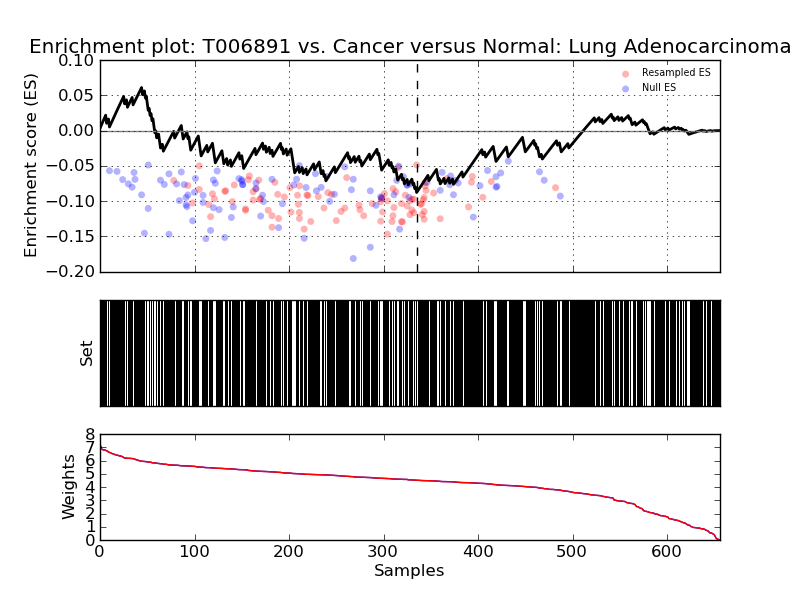 Enrichment plot: T006891 vs. Cancer versus Normal: Lung Adenocarcinoma
Enrichment score (ES)
0.10
0.05
0.00
−0.05
−0.10
−0.15
−0.20
Resampled ES
Null ES
Set
Weights
8
7
6
5
4
3
2
1
0
0 100 200 300 400 500 600
Samples